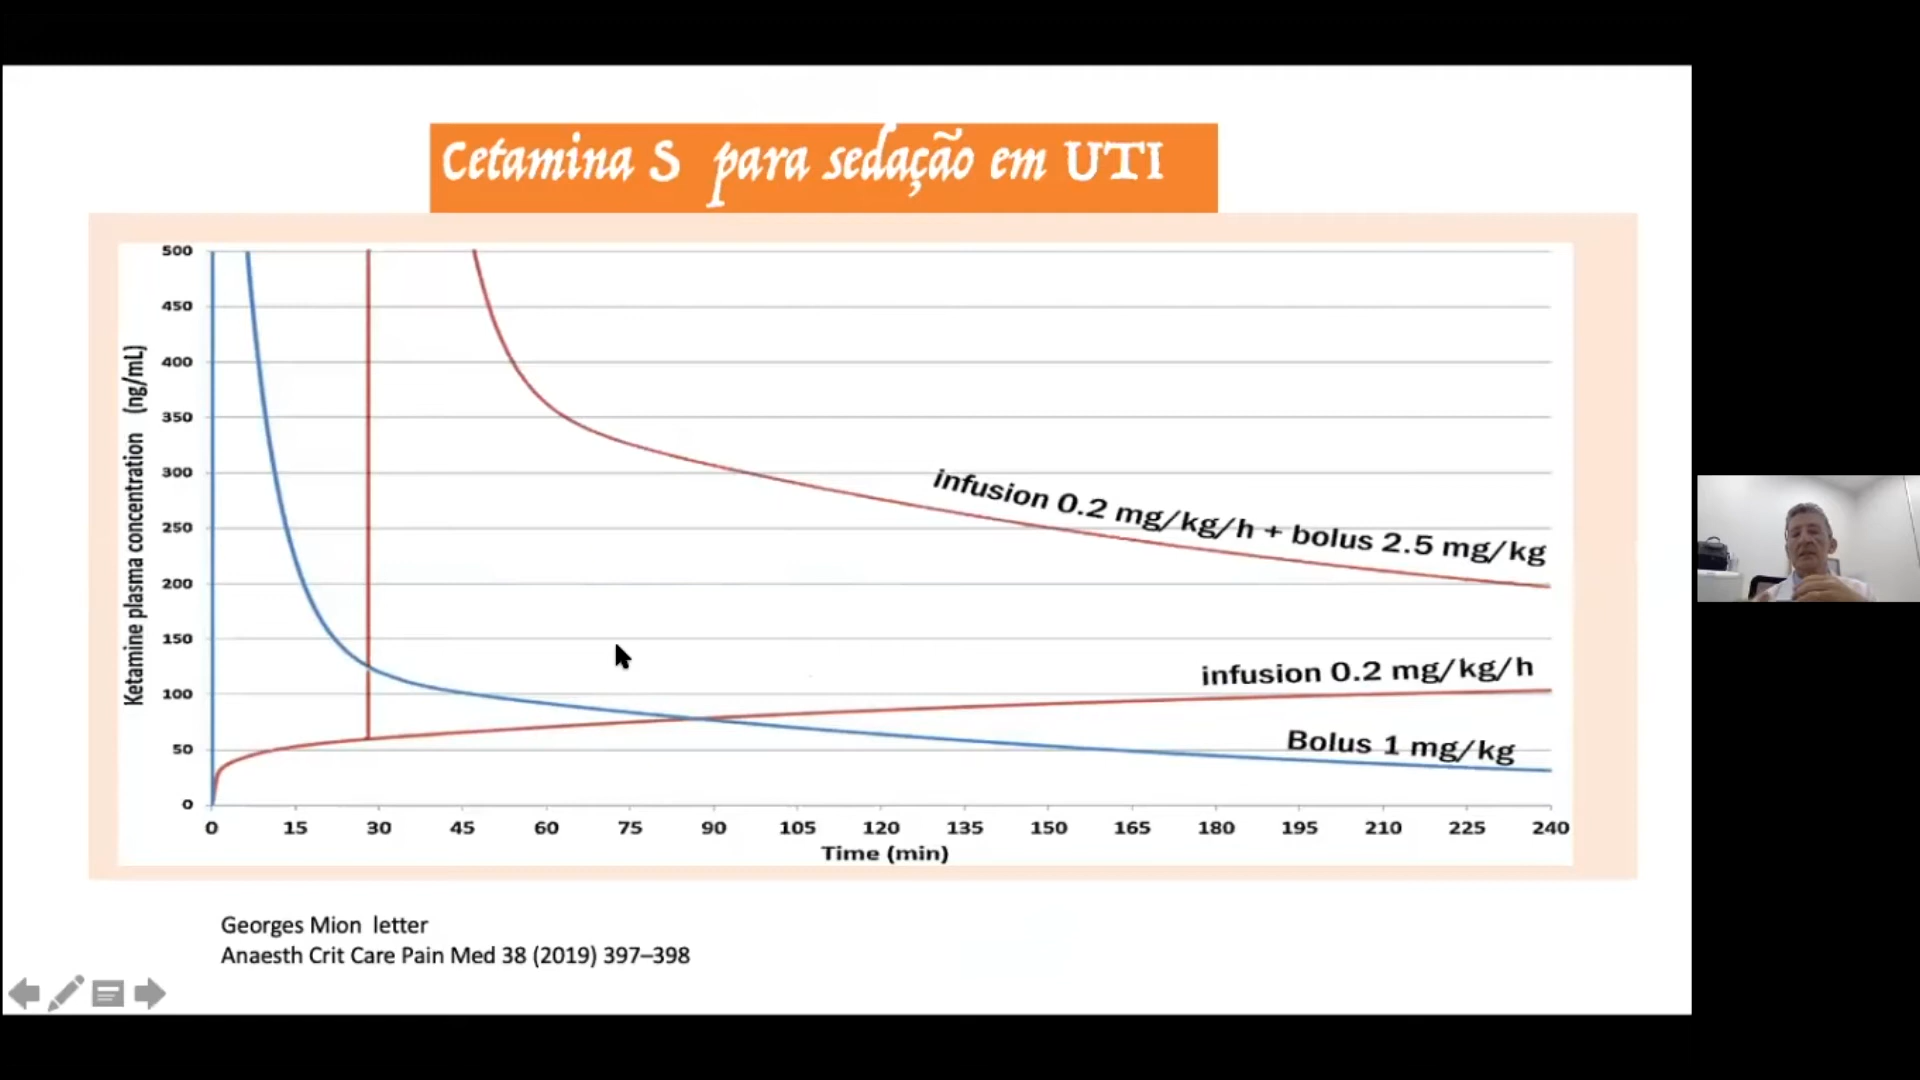 Cetamina S para sedação em UTI
Ketamine plasma concentration (ng/mL)
500
450
400
350
300
250
200
150
100
50
0
infusion 0.2 mg/kg/h + bolus 2.5 mg/kg
infusion 0.2 mg/kg/h
Bolus 1 mg/kg
0 15 30 45 60 75 90 105 120 135 150 165 180 195 210 225 240
Time (min)
Georges Mion letter
Anaesth Crit Care Pain Med 38 (2019) 397–398